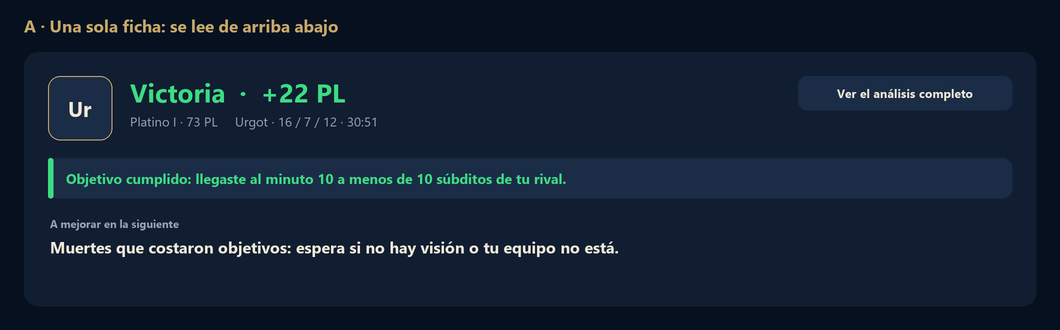 A · Una sola ficha: se lee de arriba abajo
Ur
Victoria · +22 PL
Platino I · 73 PL Urgot · 16 / 7 / 12 · 30:51
Ver el análisis completo
Objetivo cumplido: llegaste al minuto 10 a menos de 10 súbditos de tu rival.
A mejorar en la siguiente
Muertes que costaron objetivos: espera si no hay visión o tu equipo no está.